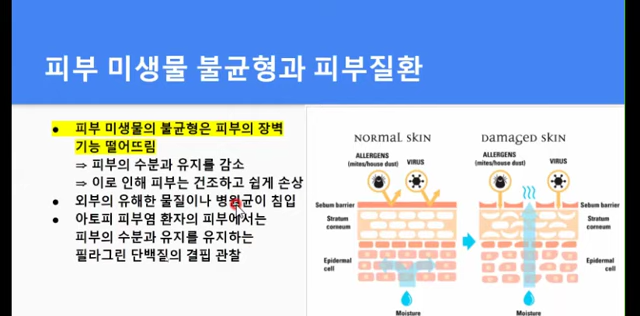 피부 미생물 불균형과 피부질환
● 피부 미생물의 불균형은 피부의 장벽
기능 떨어뜨림
⇒ 피부의 수분과 유지를 감소
⇒ 이로 인해 피부는 건조하고 쉽게 손상
● 외부의 유해한 물질이나 병원균이 침입
● 아토피 피부염 환자의 피부에서는
피부의 수분과 유지를 유지하는
필라그린 단백질의 결핍 관찰
NORMAL SKIN
ALLERGENS
(mites/house dust)
VIRUS
Sebum barrier
Stratum
corneum
Epidermal
cell
Moisture
DAMAGED SKIN
ALLERGENS
(mites/house dust)
VIRUS
Sebum barrier
Stratum
corneum
Epidermal
cell
Moisture